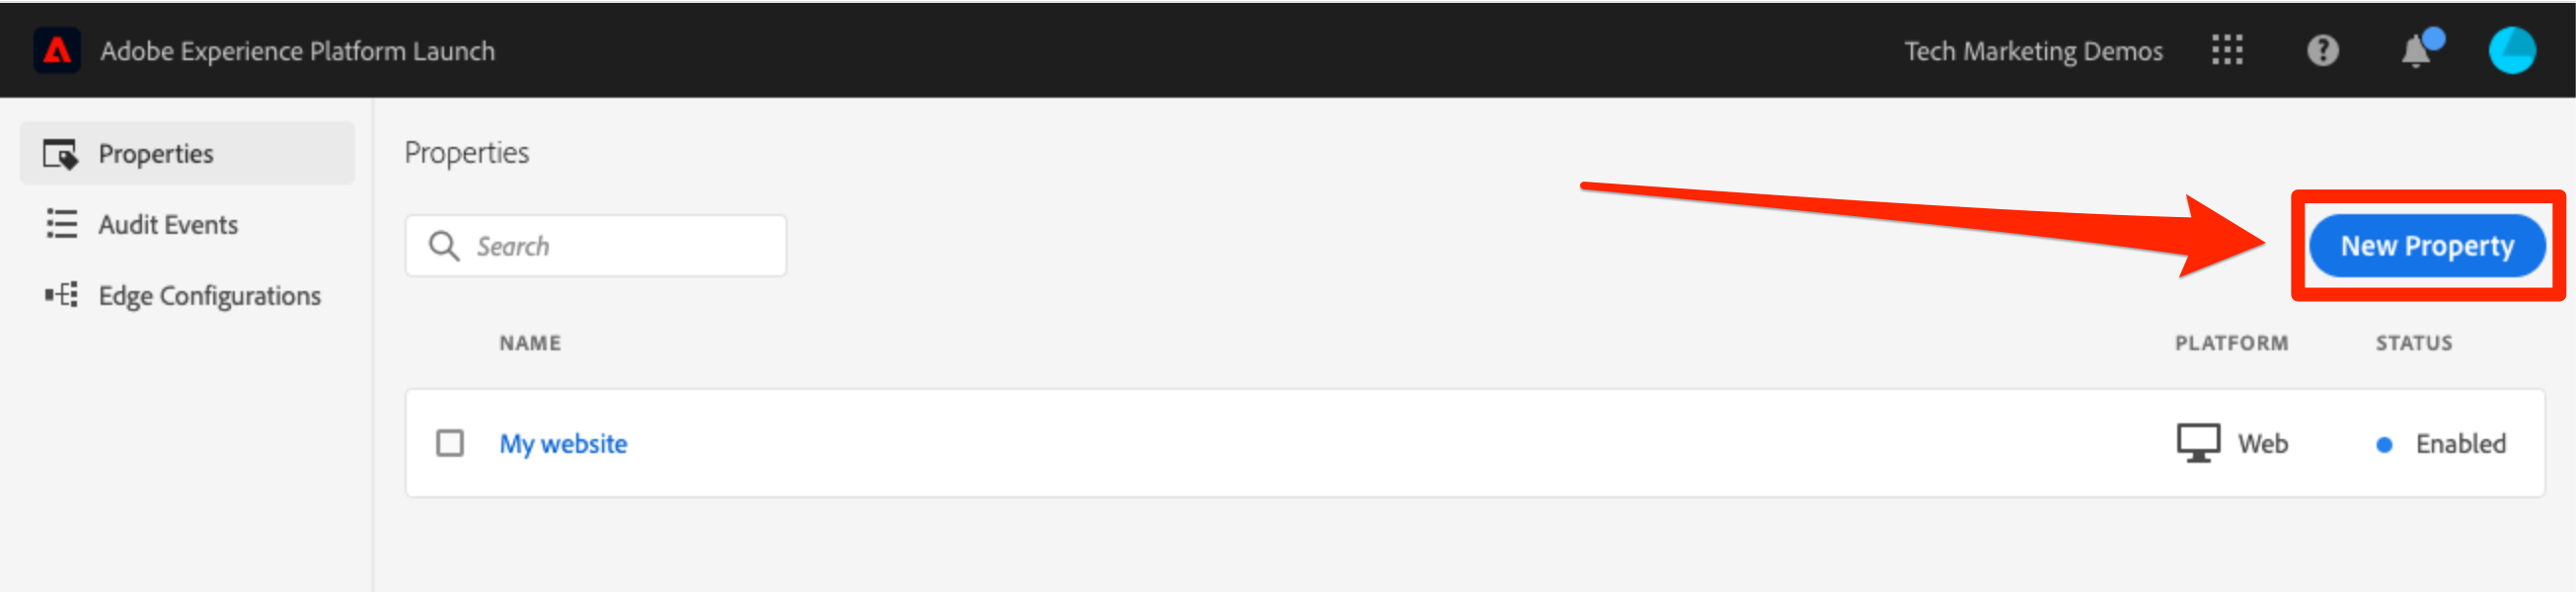 Adobe Experience Platform Launch
Tech Marketing Demos
Properties
Audit Events
Edge Configurations
Properties
Search
New Property
NAME
PLATFORM
STATUS
My website
Web
Enabled